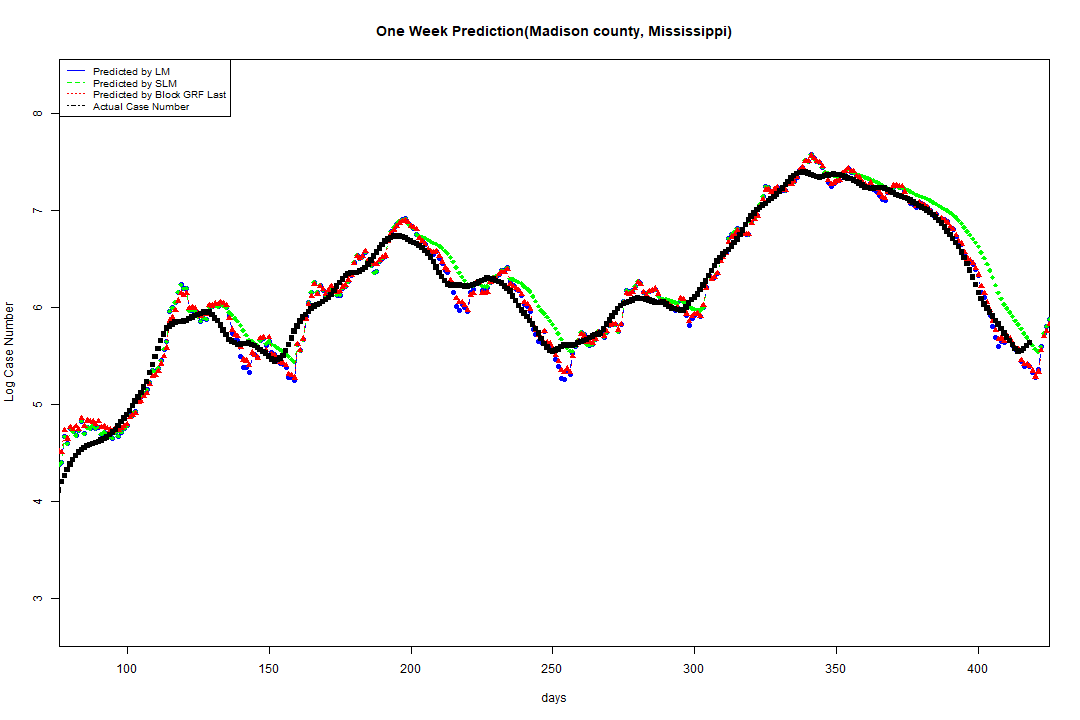 One Week Prediction(Madison county, Mississippi)
Predicted by LM
Predicted by SLM
Predicted by Block GRF Last
Actual Case Number
8
7
6
5
4
3
Log Case Number
100 150 200 250 300 350 400
days